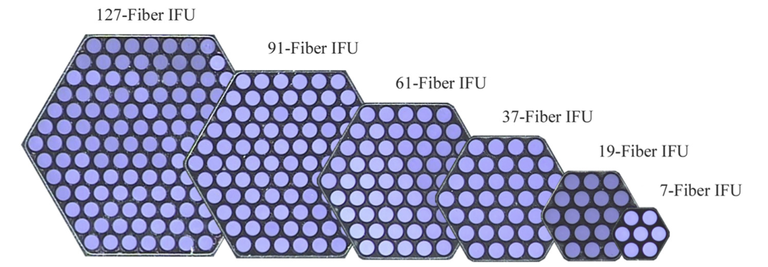 127-Fiber IFU
91-Fiber IFU
61-Fiber IFU
37-Fiber IFU
19-Fiber IFU
7-Fiber IFU